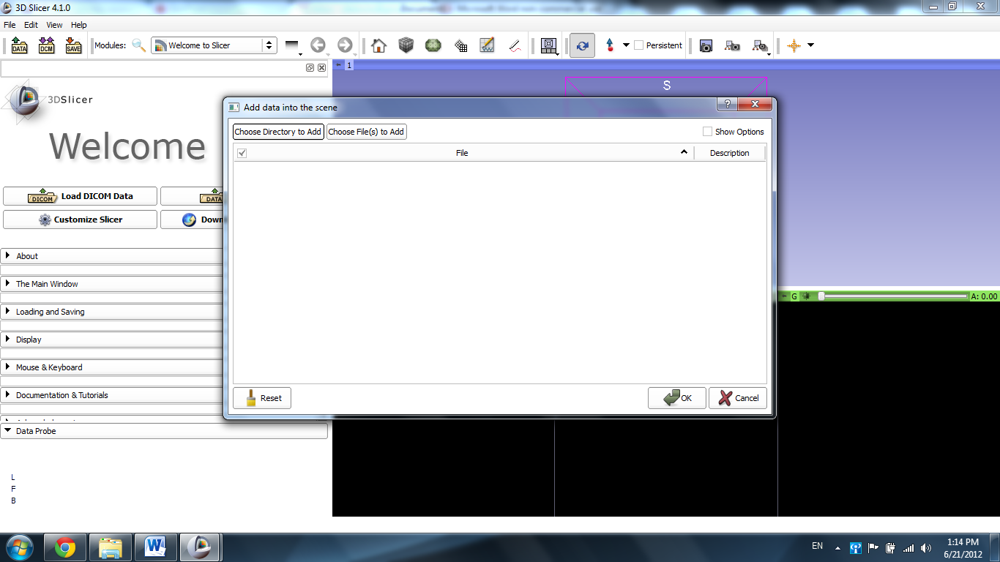 3D Slicer 4.1.0
File Edit View Help
DATA DCM SAVE Modules: Welcome to Slicer Persistent
1
3DSlicer
S
Welcome
Add data into the scene
Choose Directory to Add Choose File(s) to Add Show Options
File Description
DICOM Load DICOM Data DATA
Customize Slicer
About
The Main Window
G A: 0.00
Loading and Saving
Display
Mouse & Keyboard
Documentation & Tutorials
Reset OK Cancel
Data Probe
L
F
B
EN 1:14 PM
6/21/2012